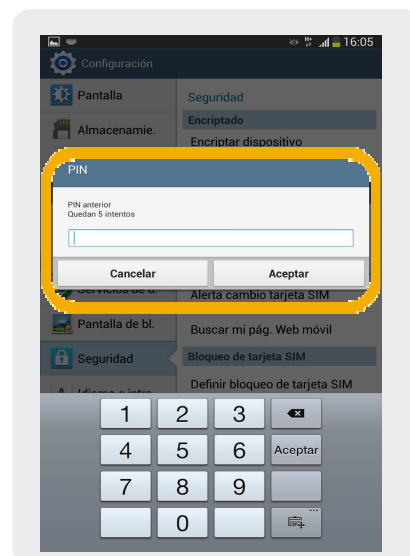 16:05
Configuración
Pantalla
Seguridad
Almacenamie.
Encriptado
Encriptar dispositivo
PIN
PIN anterior
Quedan 5 intentos
Cancelar
Aceptar
Servicios de u.
Alerta cambio tarjeta SIM
Pantalla de bl.
Buscar mi pág. Web móvil
Seguridad
Bloqueo de tarjeta SIM
Definir bloqueo de tarjeta SIM
1 2 3
4 5 6 Aceptar
7 8 9
0